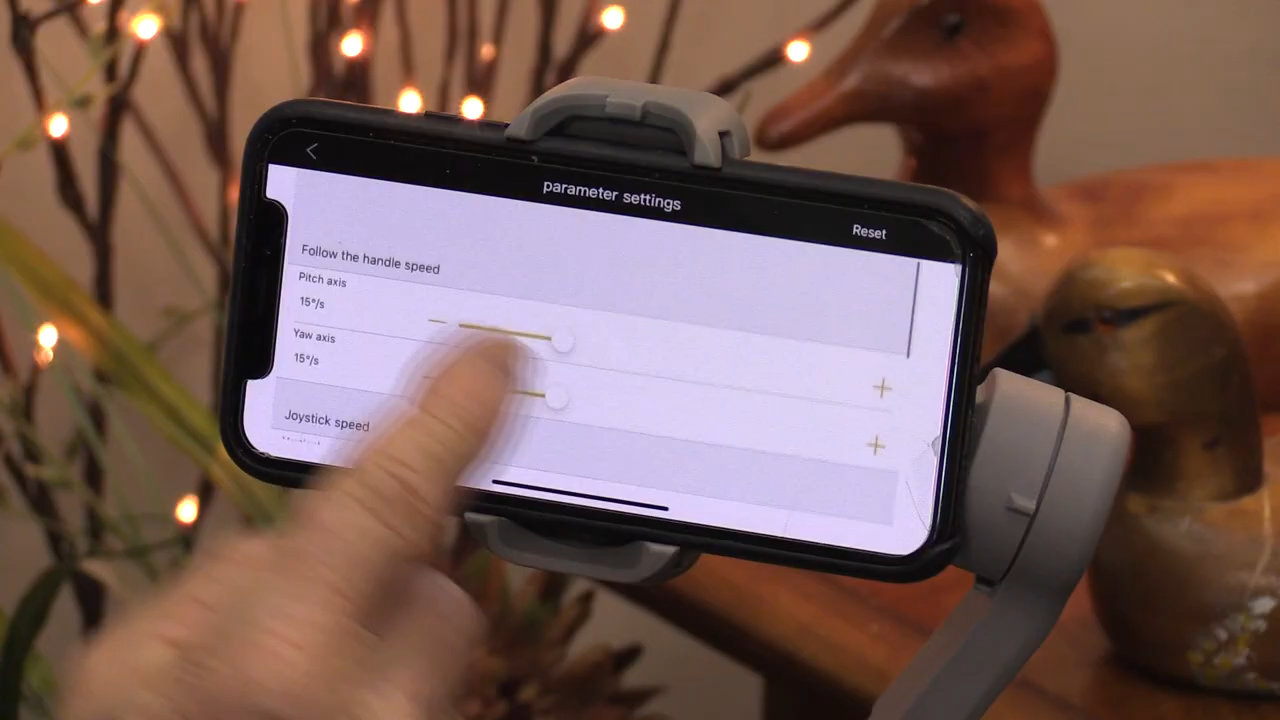 parameter settings
Reset
Follow the handle speed
Pitch axis
15°/s
Yaw axis
15°/s
Joystick speed